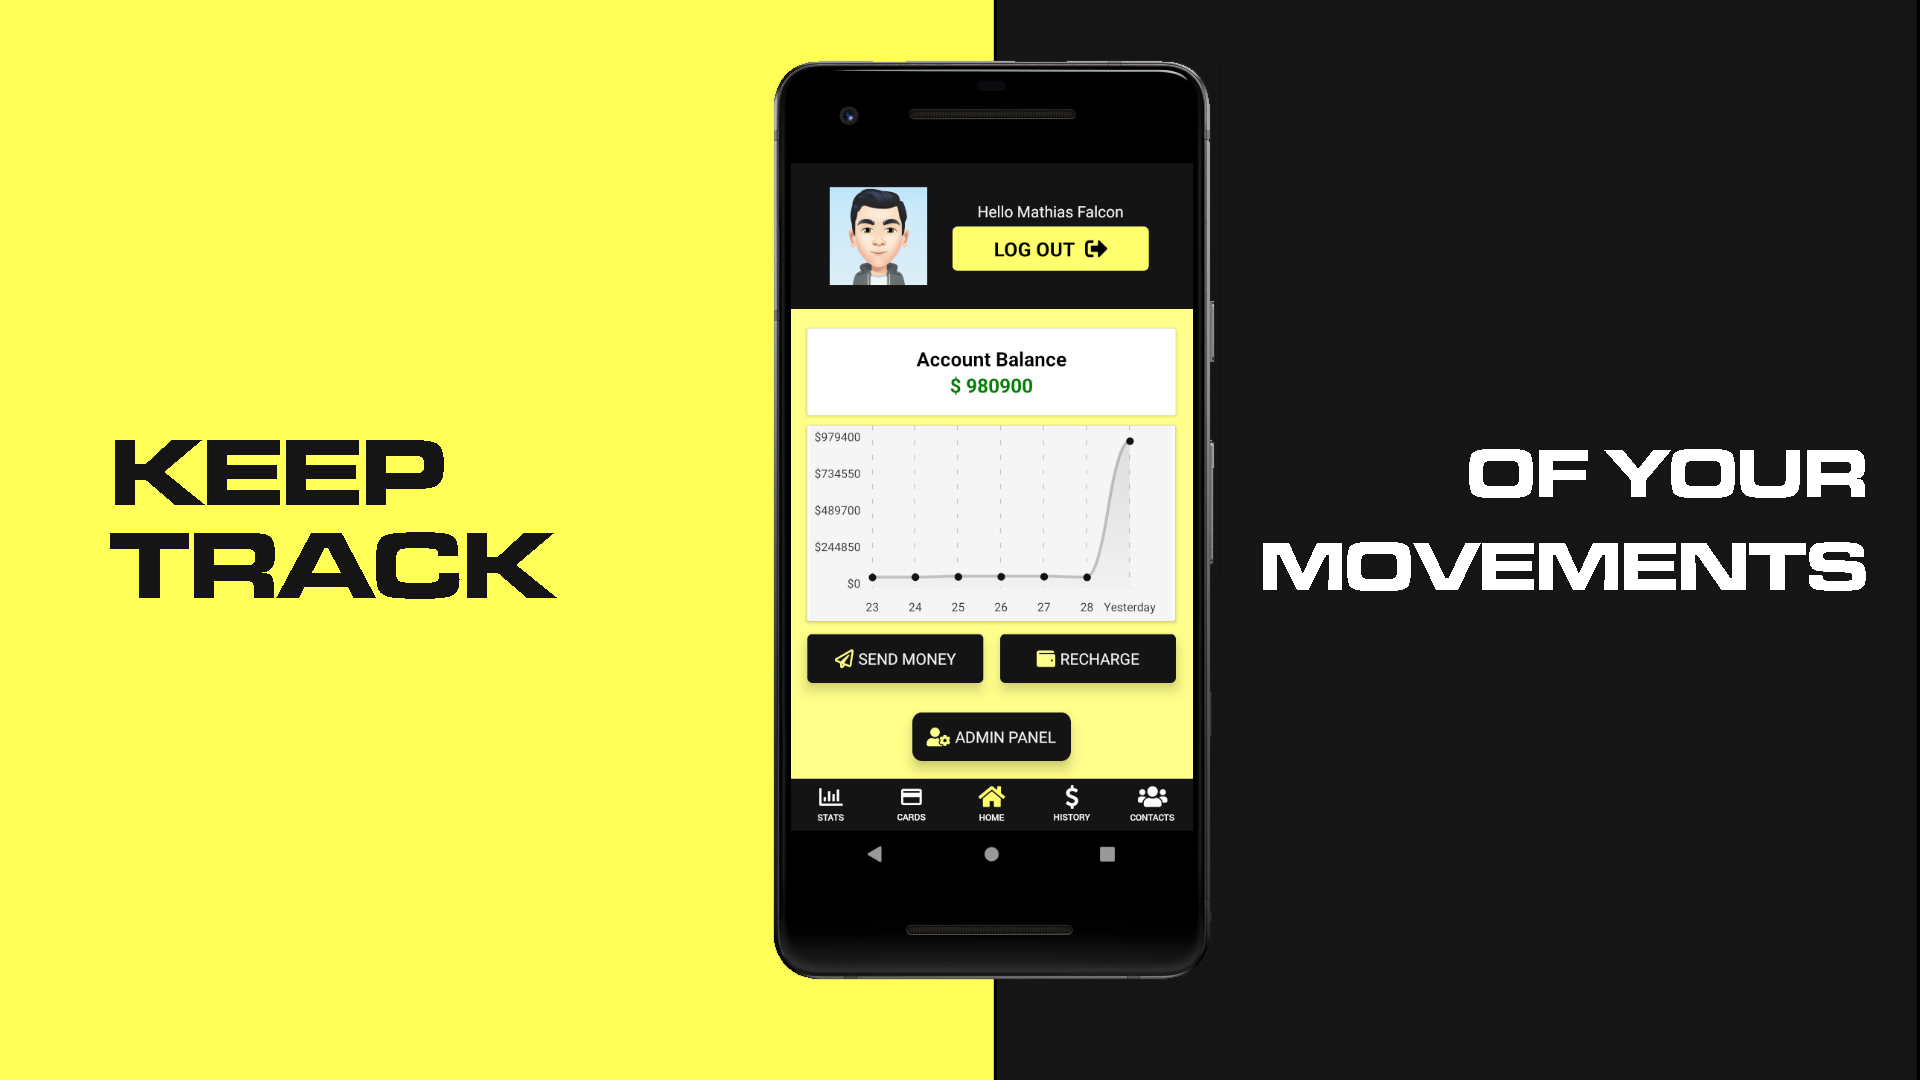 KEEP
TRACK
Hello Mathias Falcon
LOG OUT
Account Balance
$ 980900
$979400
$734550
$489700
$244850
$0
23 24 25 26 27 28 Yesterday
SEND MONEY RECHARGE
ADMIN PANEL
STATS CARDS HOME HISTORY CONTACTS
OF YOUR
MOVEMENTS